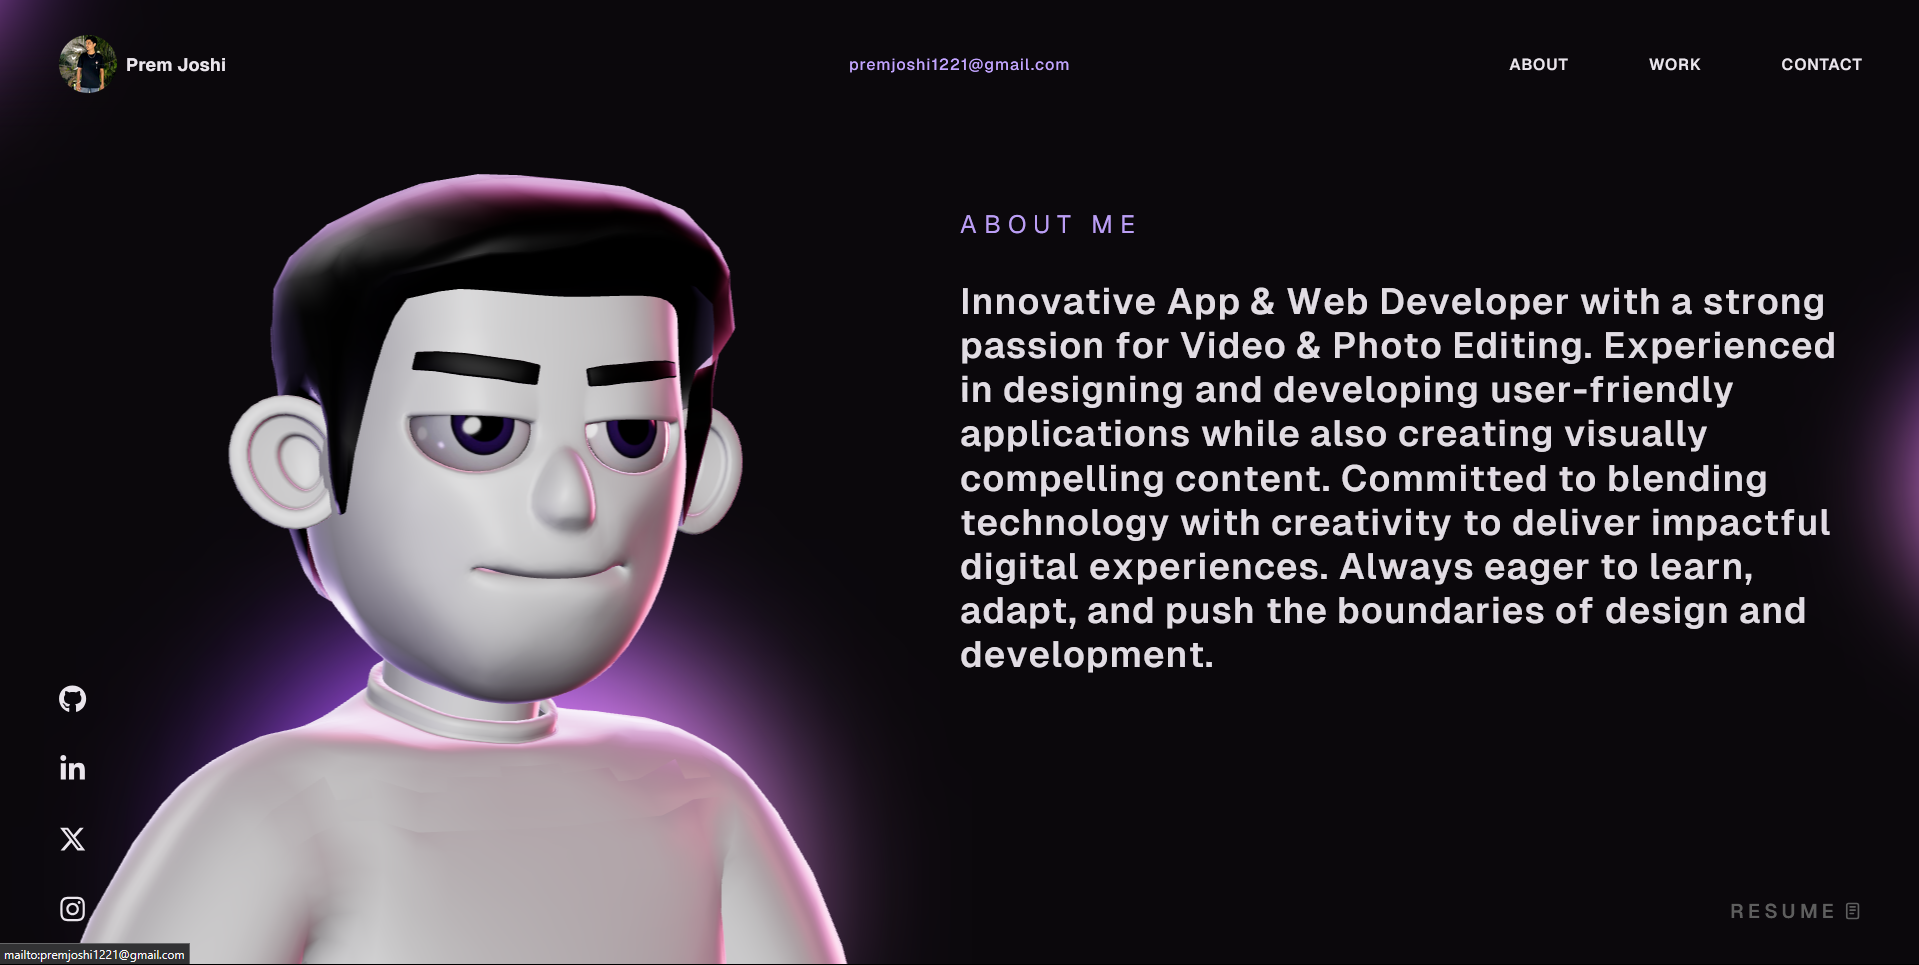 Prem Joshi
premjoshi1221@gmail.com
ABOUT
WORK
CONTACT
ABOUT ME
Innovative App & Web Developer with a strong
passion for Video & Photo Editing. Experienced
in designing and developing user-friendly
applications while also creating visually
compelling content. Committed to blending
technology with creativity to deliver impactful
digital experiences. Always eager to learn,
adapt, and push the boundaries of design and
development.
in
X
RESUME
mailto:premjoshi1221@gmail.com